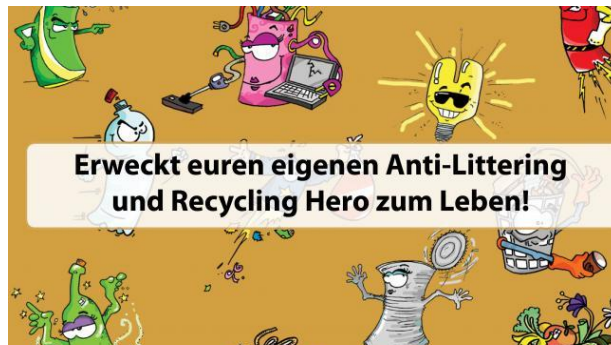 Erweckt euren eigenen Anti-Littering
und Recycling Hero zum Leben!